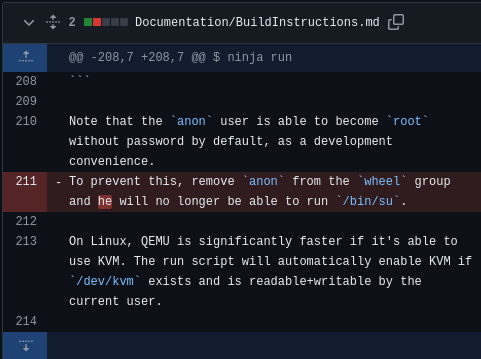 2 Documentation/BuildInstructions.md
@@ -208,7 +208,7 @@ $ ninja run
208 ```
209
210 Note that the `anon` user is able to become `root`
without password by default, as a development
convenience.
211 - To prevent this, remove `anon` from the `wheel` group
and he will no longer be able to run `/bin/su`.
212
213 On Linux, QEMU is significantly faster if it's able to
use KVM. The run script will automatically enable KVM if
`/dev/kvm` exists and is readable+writable by the
current user.
214